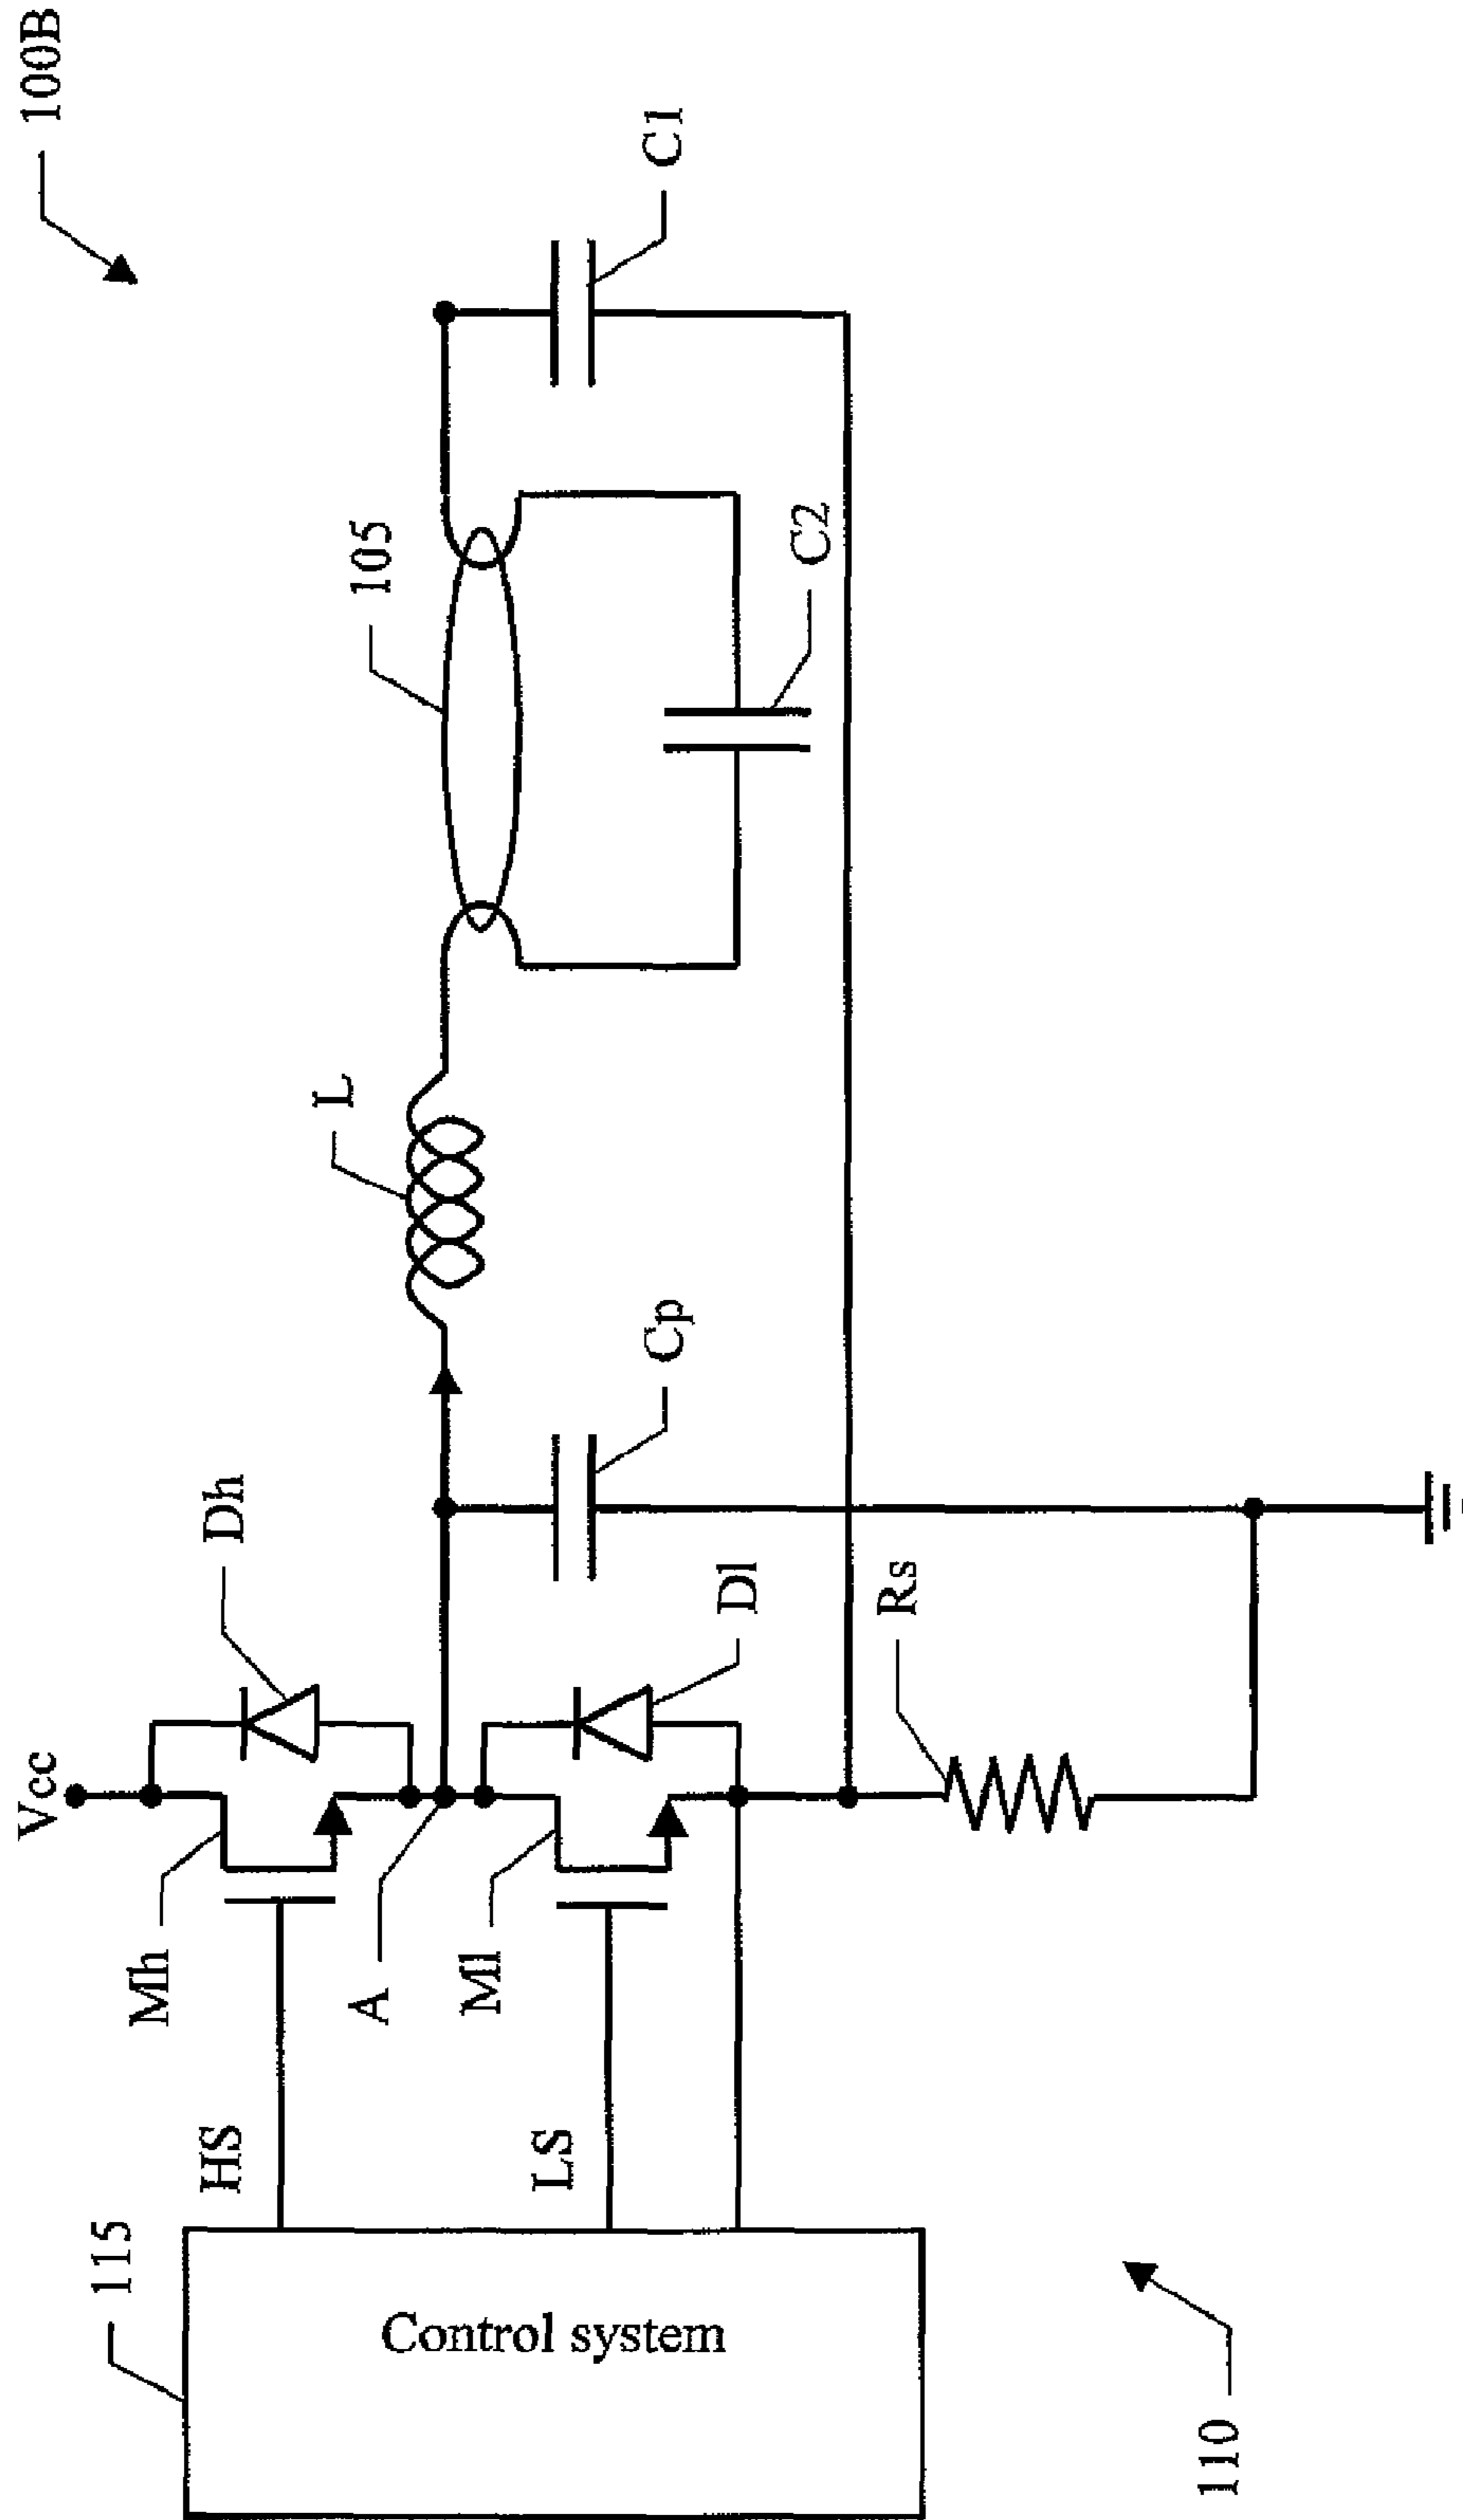 100B
Vcc
115
Mh
Dh
HS
L
105
A
Ml
LS
Dl
Cp
C1
C2
Rs
Control system
110